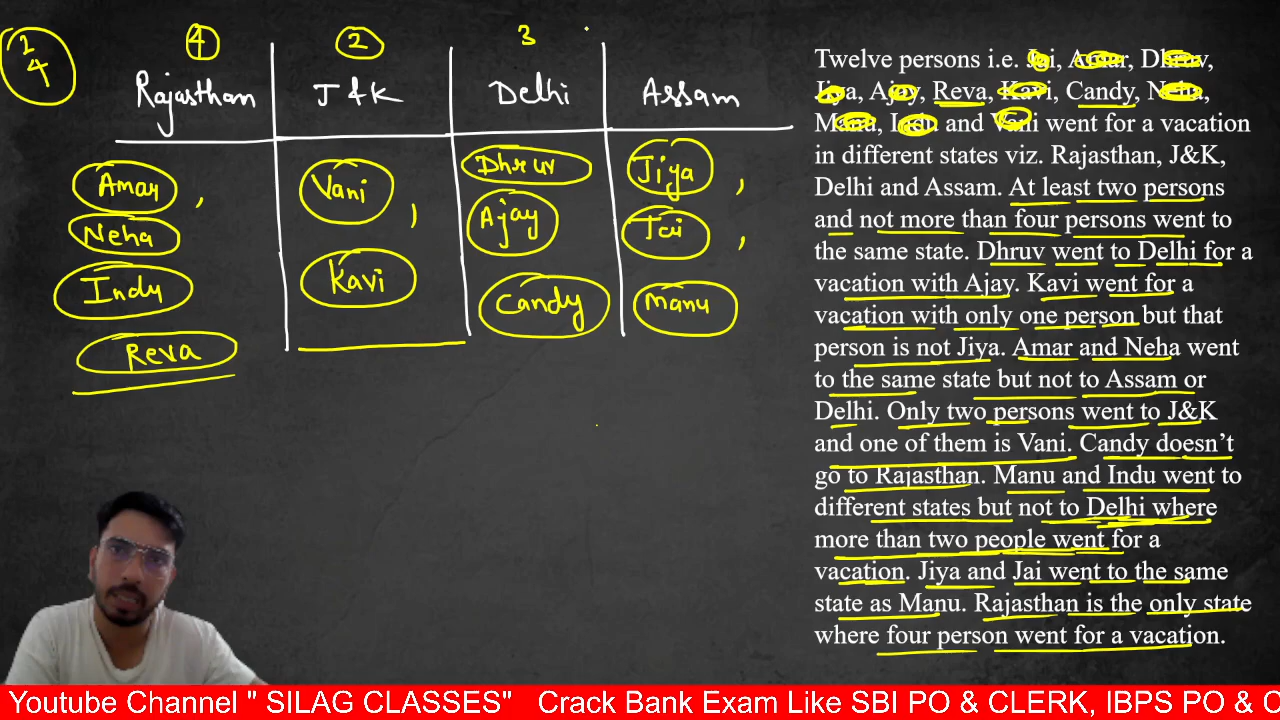 1
4
④ ② 3
Rajasthan J&K Delhi Assam
Amar, Vani, Dhruv Jiya,
Neha Ajay Jai,
Indu Kavi Candy Manu
Reva
Twelve persons i.e. Jai, Amar, Dhruv,
Jiya, Ajay, Reva, Kavi, Candy, Neha,
Manu, Indu and Vani went for a vacation
in different states viz. Rajasthan, J&K,
Delhi and Assam. At least two persons
and not more than four persons went to
the same state. Dhruv went to Delhi for a
vacation with Ajay. Kavi went for a
vacation with only one person but that
person is not Jiya. Amar and Neha went
to the same state but not to Assam or
Delhi. Only two persons went to J&K
and one of them is Vani. Candy doesn't
go to Rajasthan. Manu and Indu went to
different states but not to Delhi where
more than two people went for a
vacation. Jiya and Jai went to the same
state as Manu. Rajasthan is the only state
where four person went for a vacation.
Youtube Channel " SILAG CLASSES" Crack Bank Exam Like SBI PO & CLERK, IBPS PO & C